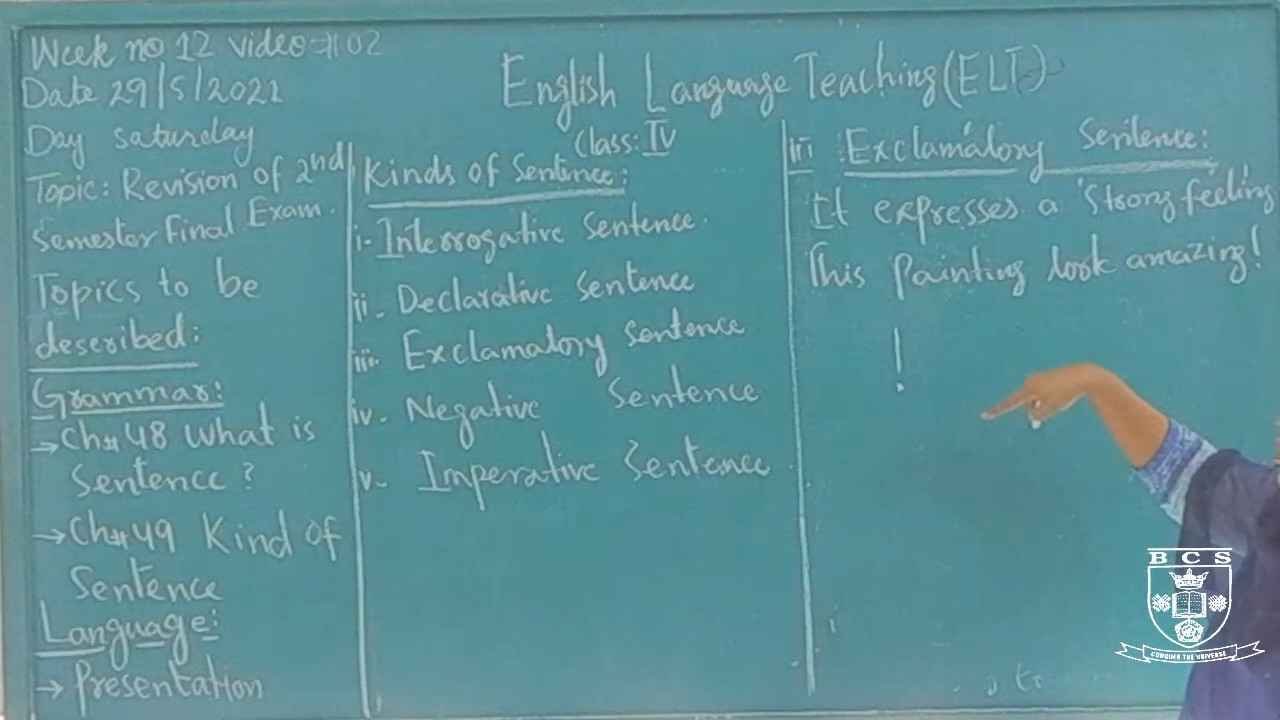 Week no 12 video # 02
Date 29/5/2021
Day saturday
Topic: Revision of 2nd
Semester Final Exam.
Topics to be
described:
Grammar:
→ Ch# 48 What is
Sentence?
→ Ch# 49 Kind of
Sentence
Language:
→ Presentation
English Language Teaching (ELT)
Class: IV
Kinds of Sentence:
i. Interrogative Sentence.
ii. Declarative Sentence
iii. Exclamatory Sentence
iv. Negative Sentence
v. Imperative Sentence
iii Exclamatory Sentence:
It expresses a strong feeling
This Painting look amazing!
!
BCS
CONQUER THE UNIVERSE